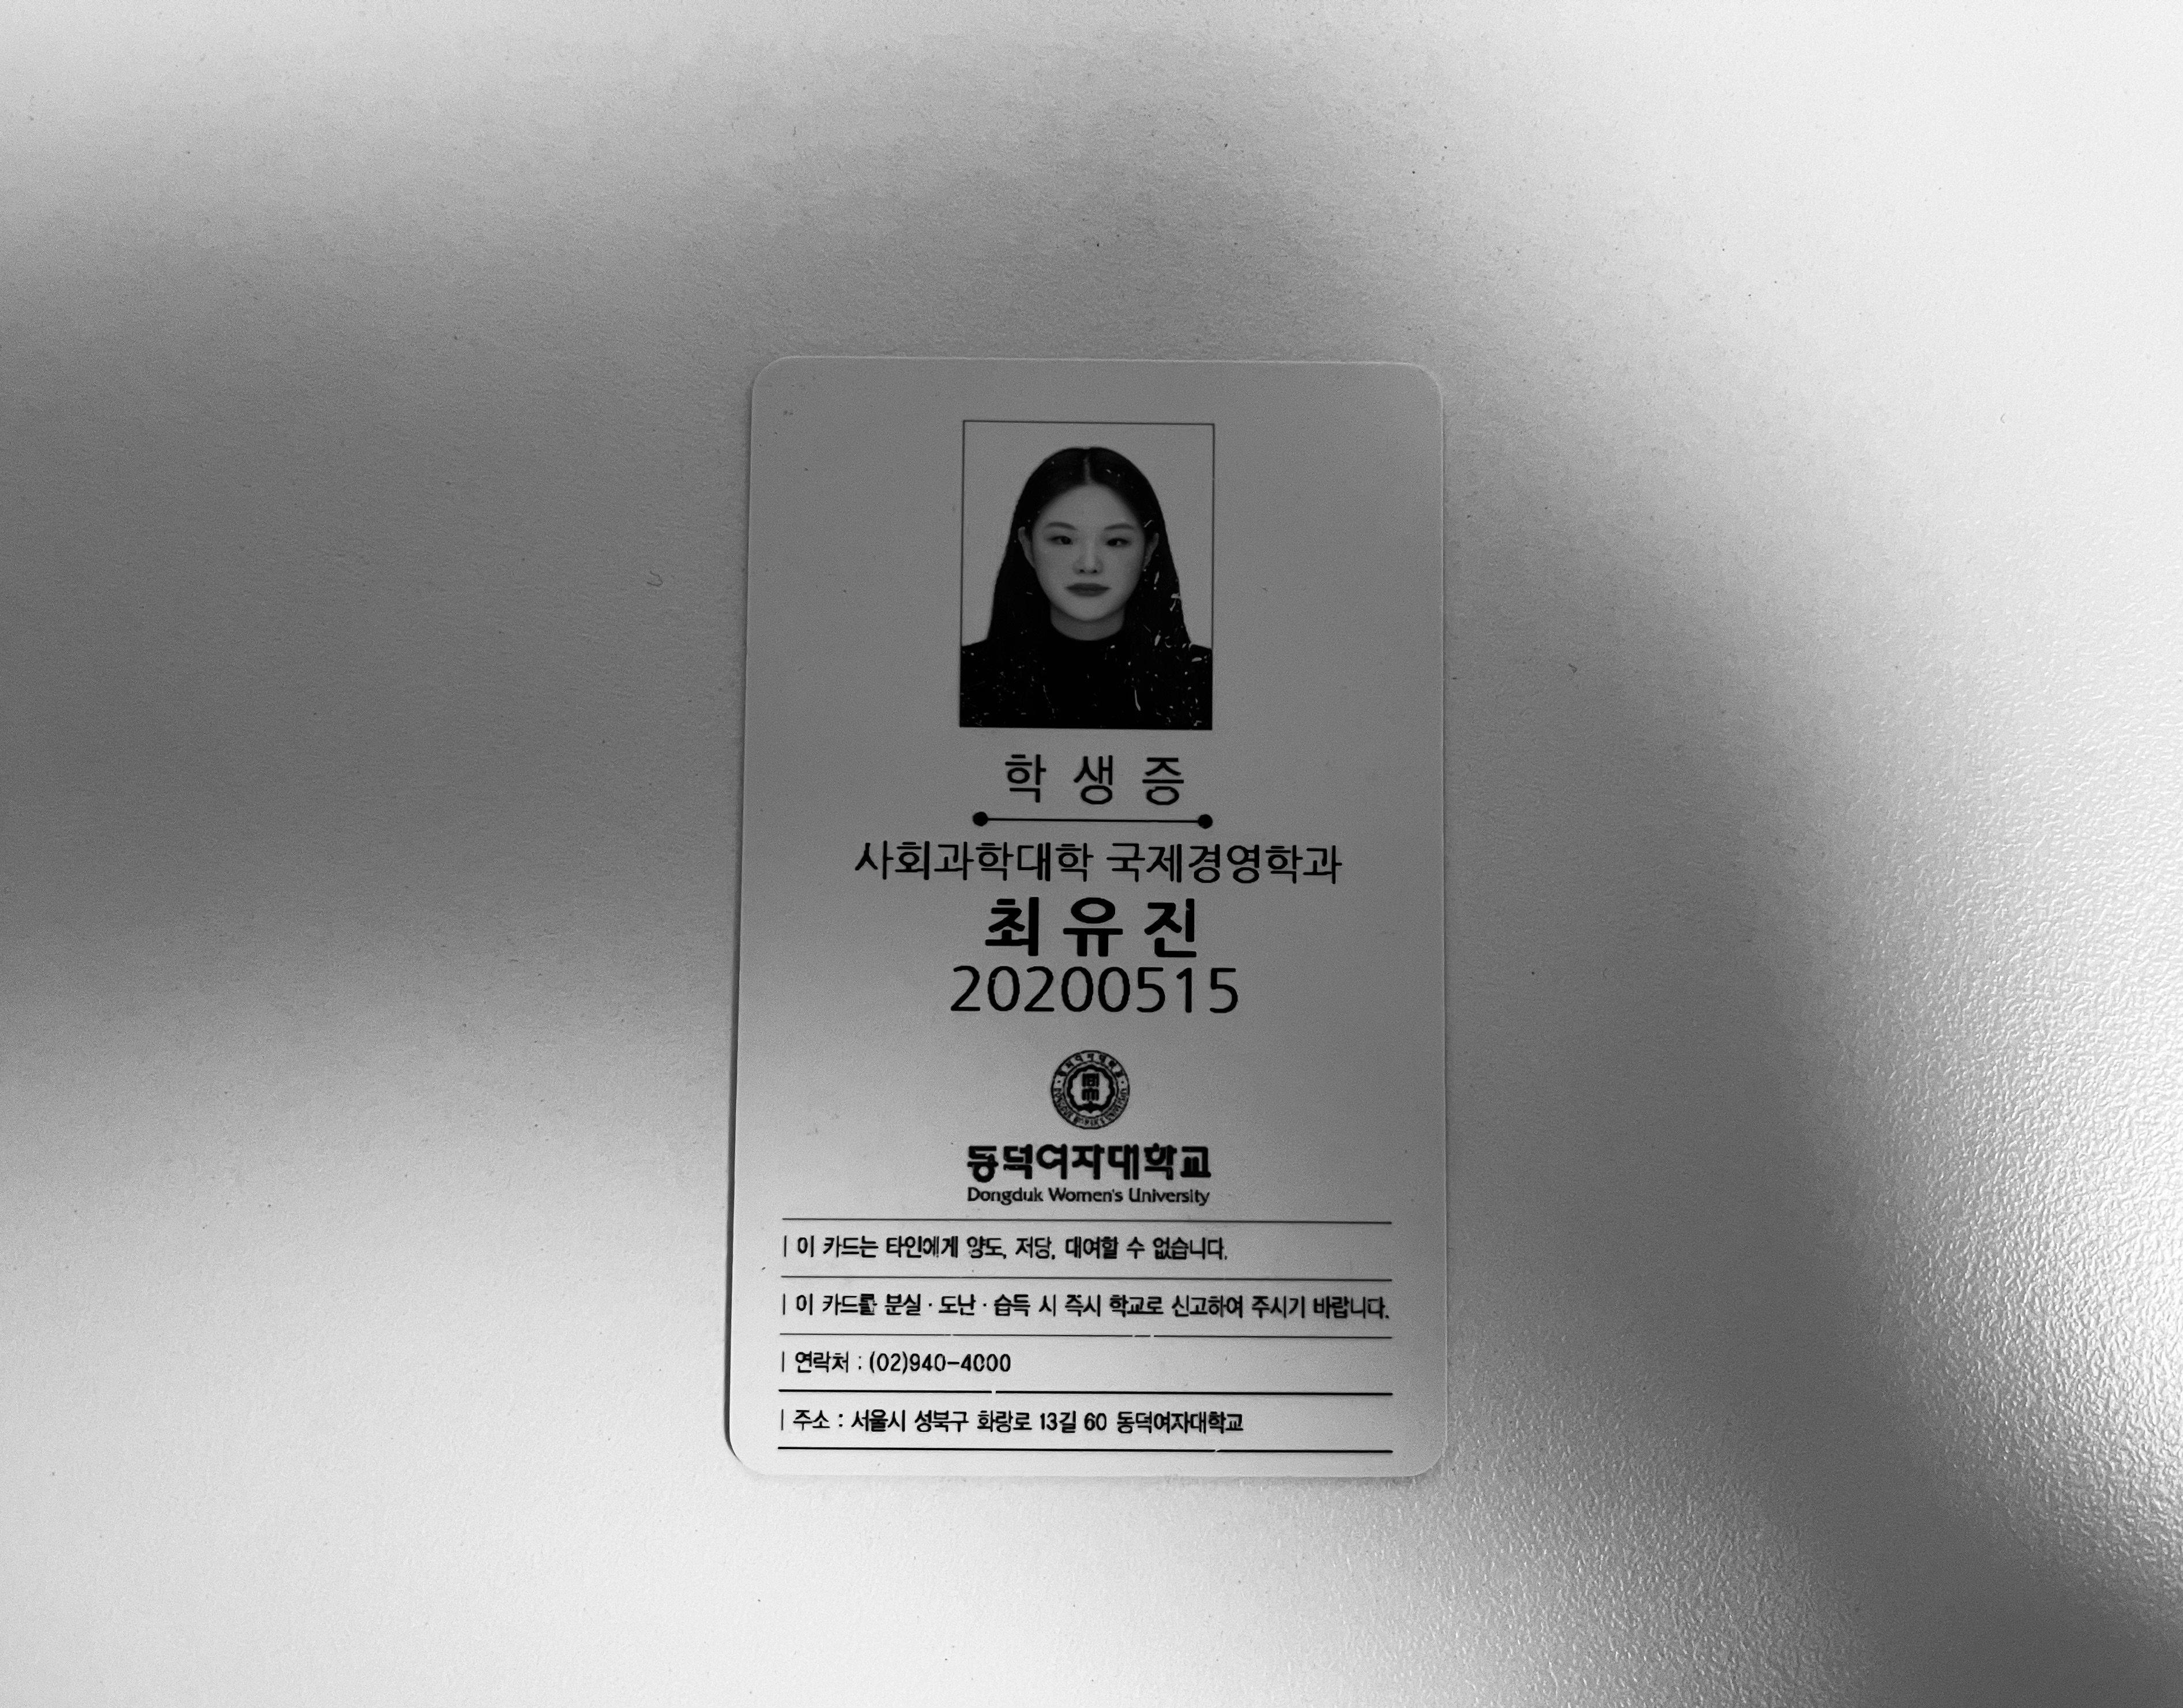 학 생 증
사회과학대학 국제경영학과
최 유 진
20200515
동덕여자대학교
Dongduk Women's University
| 이 카드는 타인에게 양도, 저당, 대여할 수 없습니다.
| 이 카드를 분실 · 도난 · 습득 시 즉시 학교로 신고하여 주시기 바랍니다.
| 연락처 : (02)940-4000
| 주소 : 서울시 성북구 화랑로 13길 60 동덕여자대학교